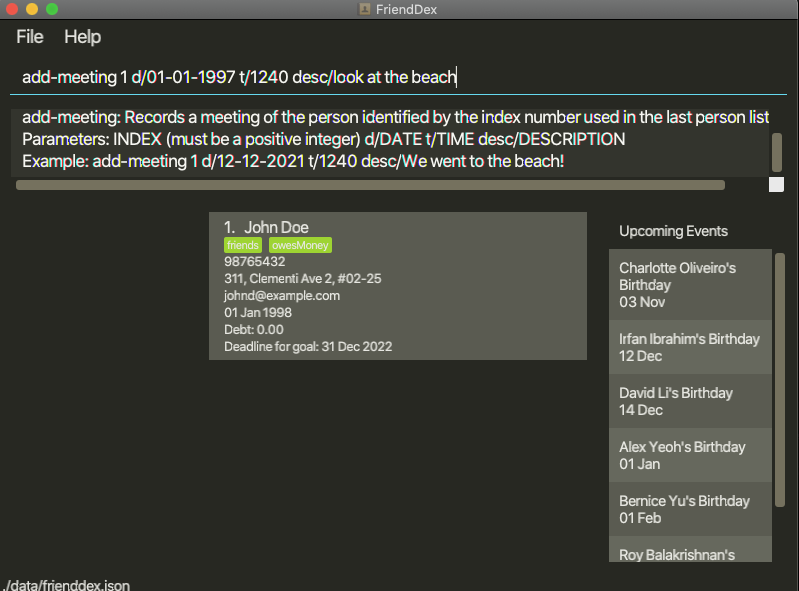 FriendDex
File Help
add-meeting 1 d/01-01-1997 t/1240 desc/look at the beach
add-meeting: Records a meeting of the person identified by the index number used in the last person list
Parameters: INDEX (must be a positive integer) d/DATE t/TIME desc/DESCRIPTION
Example: add-meeting 1 d/12-12-2021 t/1240 desc/We went to the beach!
1. John Doe
friends owesMoney
98765432
311, Clementi Ave 2, #02-25
johnd@example.com
01 Jan 1998
Debt: 0.00
Deadline for goal: 31 Dec 2022
Upcoming Events
Charlotte Oliveiro's
Birthday
03 Nov
Irfan Ibrahim's Birthday
12 Dec
David Li's Birthday
14 Dec
Alex Yeoh's Birthday
01 Jan
Bernice Yu's Birthday
01 Feb
Roy Balakrishnan's
./data/frienddex.json